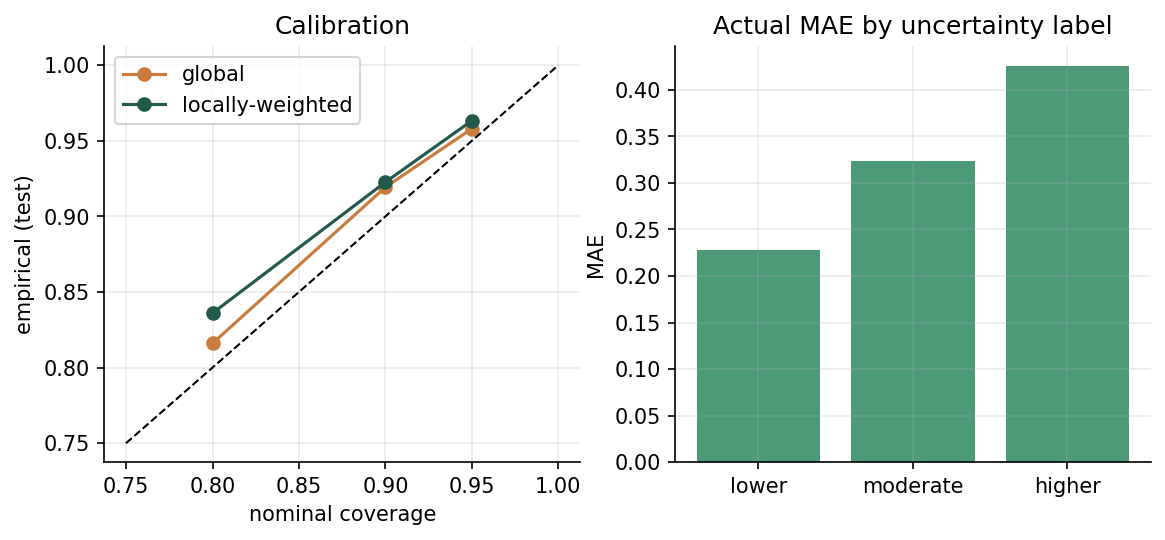 Calibration
global
locally-weighted
1.00
0.95
0.90
0.85
0.80
0.75
empirical (test)
0.75 0.80 0.85 0.90 0.95 1.00
nominal coverage
Actual MAE by uncertainty label
0.40
0.35
0.30
0.25
0.20
0.15
0.10
0.05
0.00
MAE
lower moderate higher